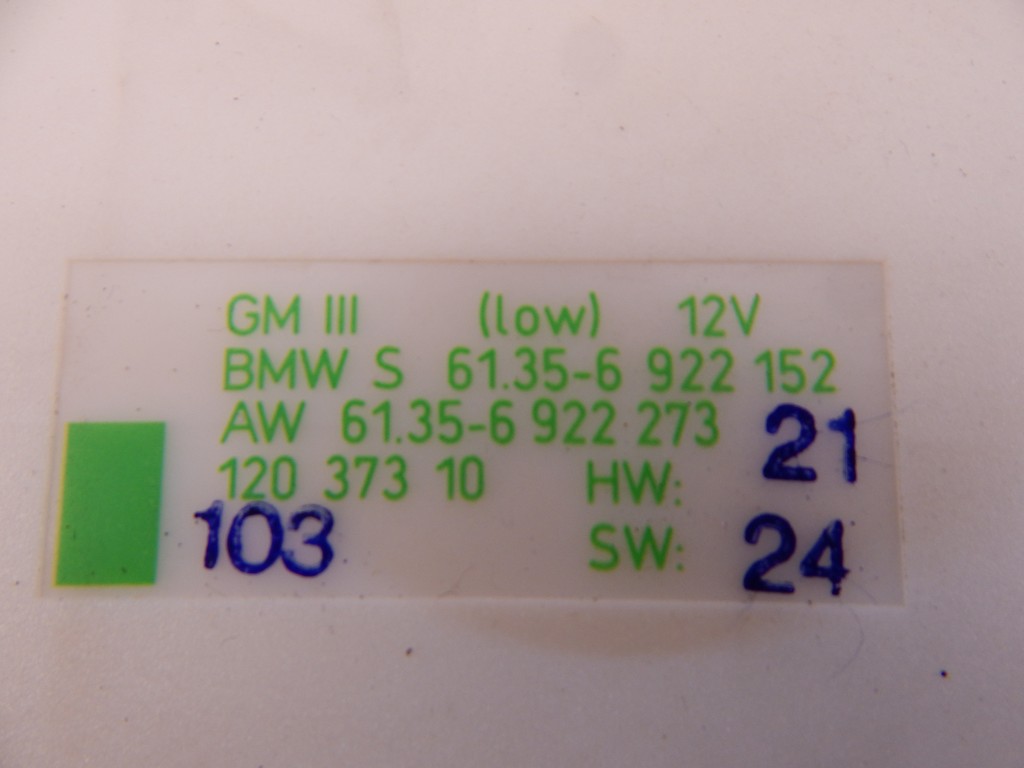 GM III (low) 12V
BMW S 61.35-6 922 152
AW 61.35-6 922 273
120 373 10 HW: 21
103 SW: 24